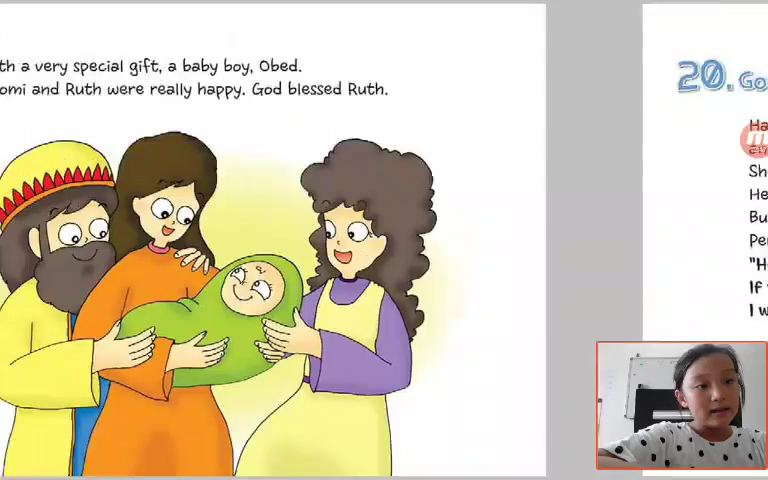 th a very special gift, a baby boy, Obed.
omi and Ruth were really happy. God blessed Ruth.
20. Go
Ha
Sh
He
Bu
Per
"H
If
I w